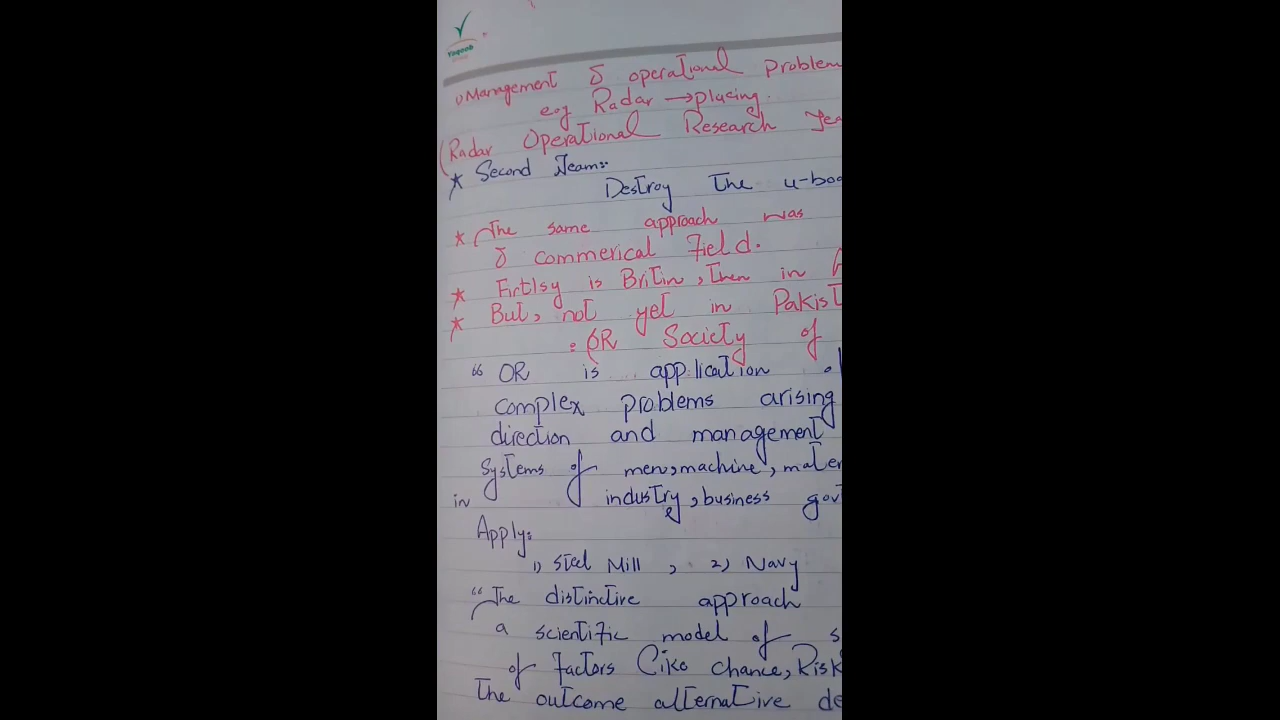 1) Management & operational Problem
e.g Radar → placing.
(Radar Operational Research Tea
* Second Team:-
Destroy the u-boa
* The same approach was
& commerical Field.
* Firtlsy is Britin, then in A
* But, not yet in Pakist
: OR Society of
“ OR is application o
complex problems arising
direction and management
Systems of men, machine, mater
in industry, business gov
Apply:
1) Steel Mill , 2) Navy
“The distinctive approach
a scientific model of s
of factors Like chance, Risk
The outcome alternative de